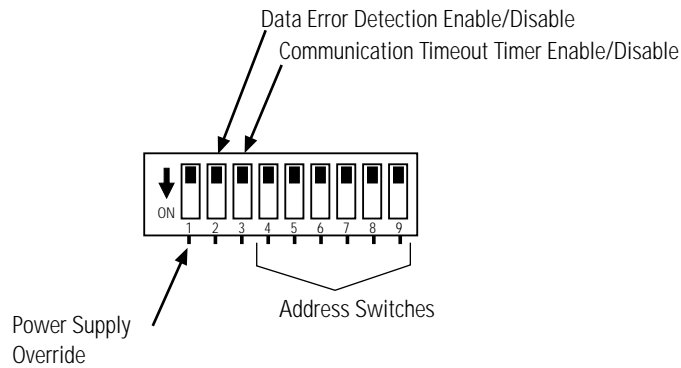 Data Error Detection Enable/Disable
Communication Timeout Timer Enable/Disable
ON
1 2 3 4 5 6 7 8 9
Address Switches
Power Supply
Override